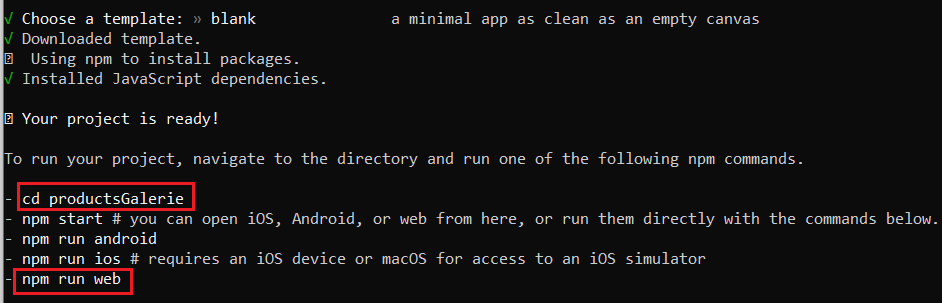 √ Choose a template: » blank                 a minimal app as clean as an empty canvas
√ Downloaded template.
 Using npm to install packages.
√ Installed JavaScript dependencies.
Your project is ready!
To run your project, navigate to the directory and run one of the following npm commands.
- cd productsGalerie
- npm start # you can open iOS, Android, or web from here, or run them directly with the commands below.
- npm run android
- npm run ios # requires an iOS device or macOS for access to an iOS simulator
- npm run web